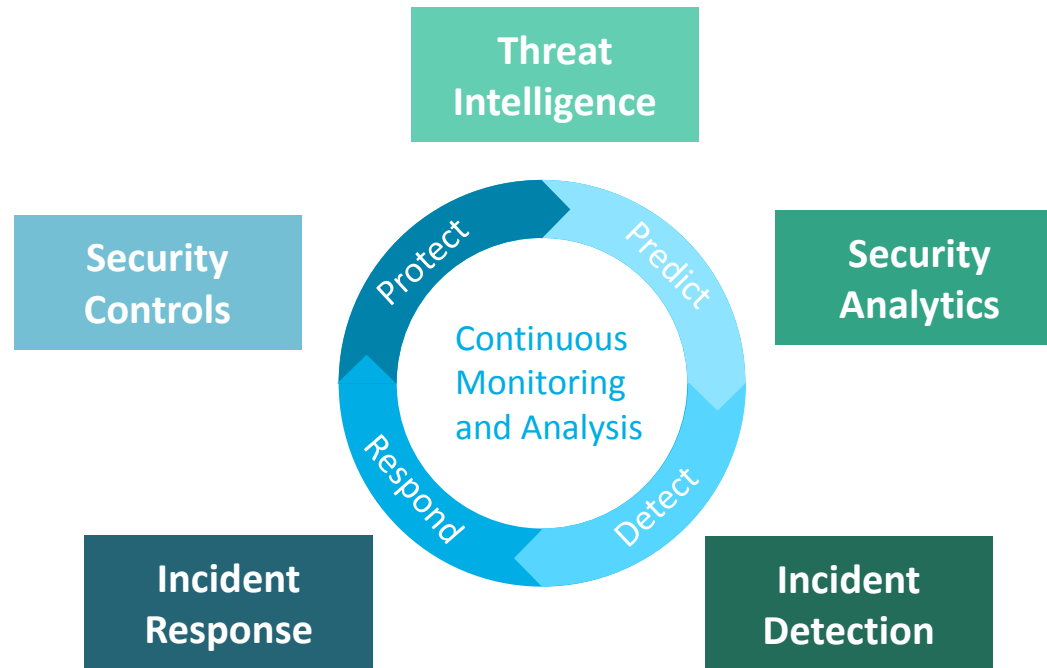 Threat
Intelligence
Security
Controls
Protect
Predict
Security
Analytics
Continuous
Monitoring
and Analysis
Respond
Detect
Incident
Response
Incident
Detection